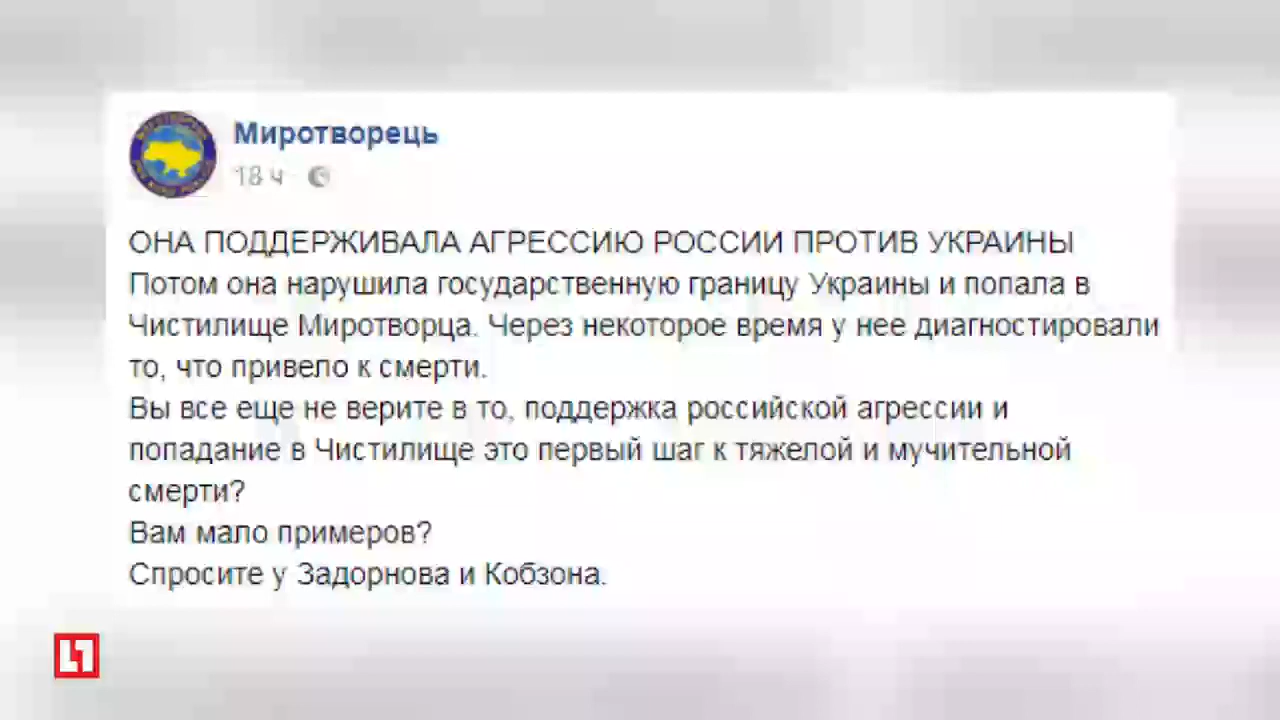 Миротворець
18 ч
ОНА ПОДДЕРЖИВАЛА АГРЕССИЮ РОССИИ ПРОТИВ УКРАИНЫ
Потом она нарушила государственную границу Украины и попала в
Чистилище Миротворца. Через некоторое время у нее диагностировали
то, что привело к смерти.
Вы все еще не верите в то, поддержка российской агрессии и
попадание в Чистилище это первый шаг к тяжелой и мучительной
смерти?
Вам мало примеров?
Спросите у Задорнова и Кобзона.